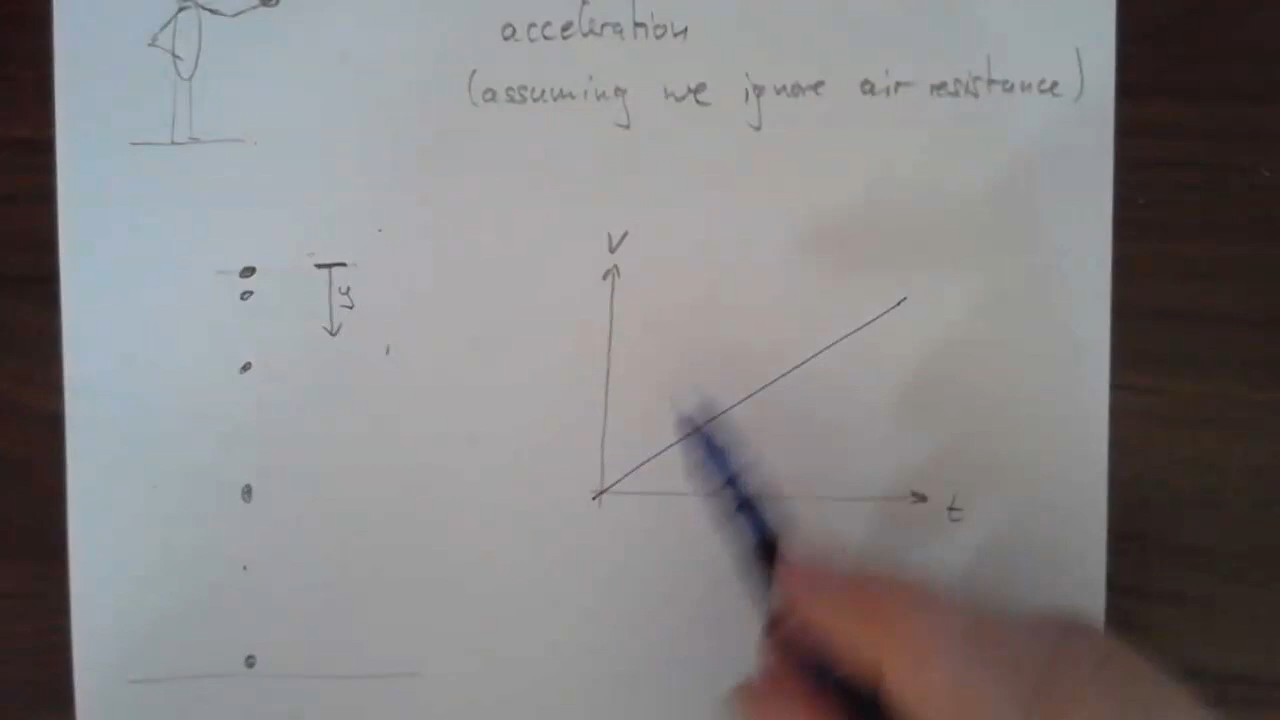 acceleration
(assuming we ignore air resistance)
V
y
t